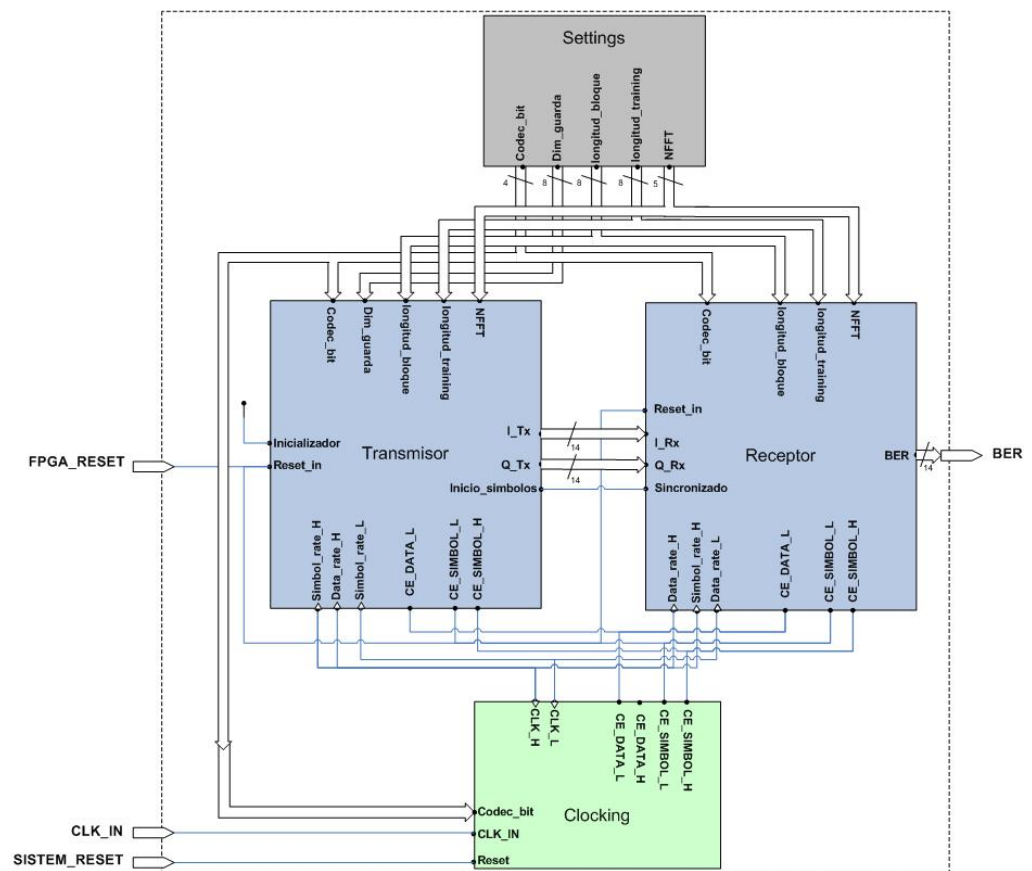 Settings
Codec_bit
Dim_guarda
longitud_bloque
longitud_training
NFFT
4
8
8
8
5
Codec_bit
Dim_guarda
longitud_bloque
longitud_training
NFFT
Codec_bit
longitud_bloque
longitud_training
NFFT
Inicializador
Reset_in
Transmisor
I_Tx
Q_Tx
Inicio_simbolos
14
14
Reset_in
I_Rx
Q_Rx
Sincronizado
Receptor
BER
14
BER
FPGA_RESET
Simbol_rate_H
Data_rate_H
Simbol_rate_L
CE_DATA_L
CE_SIMBOL_L
CE_SIMBOL_H
Data_rate_H
Simbol_rate_H
Data_rate_L
CE_DATA_L
CE_SIMBOL_L
CE_SIMBOL_H
CLK_H
CLK_L
CE_DATA_L
CE_DATA_H
CE_SIMBOL_L
CE_SIMBOL_H
Codec_bit
CLK_IN
Reset
Clocking
CLK_IN
SISTEM_RESET